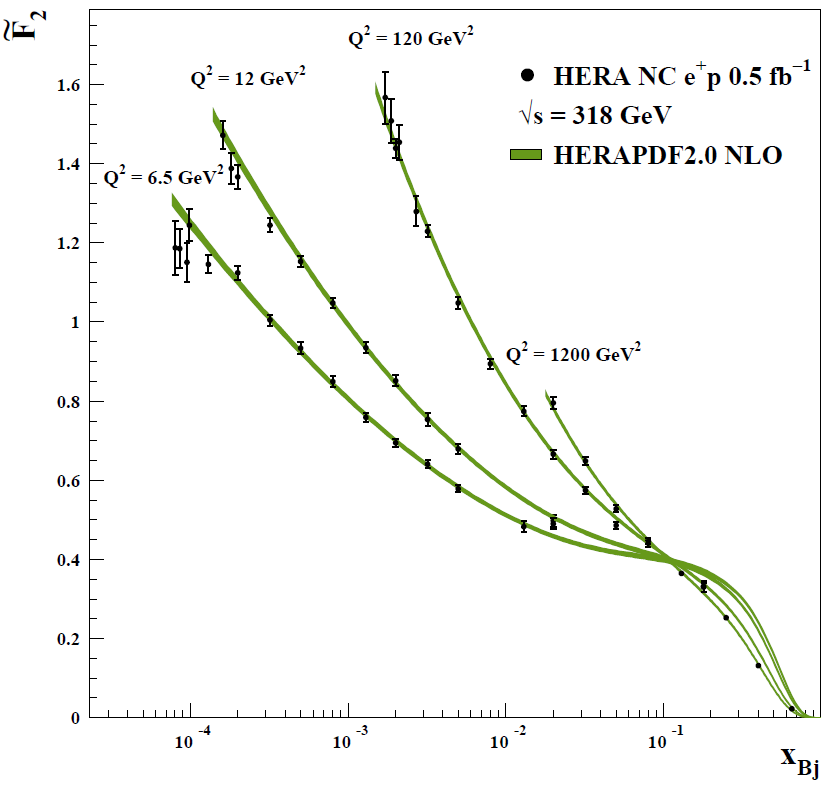 F̃₂
Q² = 120 GeV²
Q² = 12 GeV²
HERA NC e⁺p 0.5 fb⁻¹
√s = 318 GeV
HERAPDF2.0 NLO
Q² = 6.5 GeV²
Q² = 1200 GeV²
1.6
1.4
1.2
1
0.8
0.6
0.4
0.2
0
10⁻⁴
10⁻³
10⁻²
10⁻¹
x_Bj